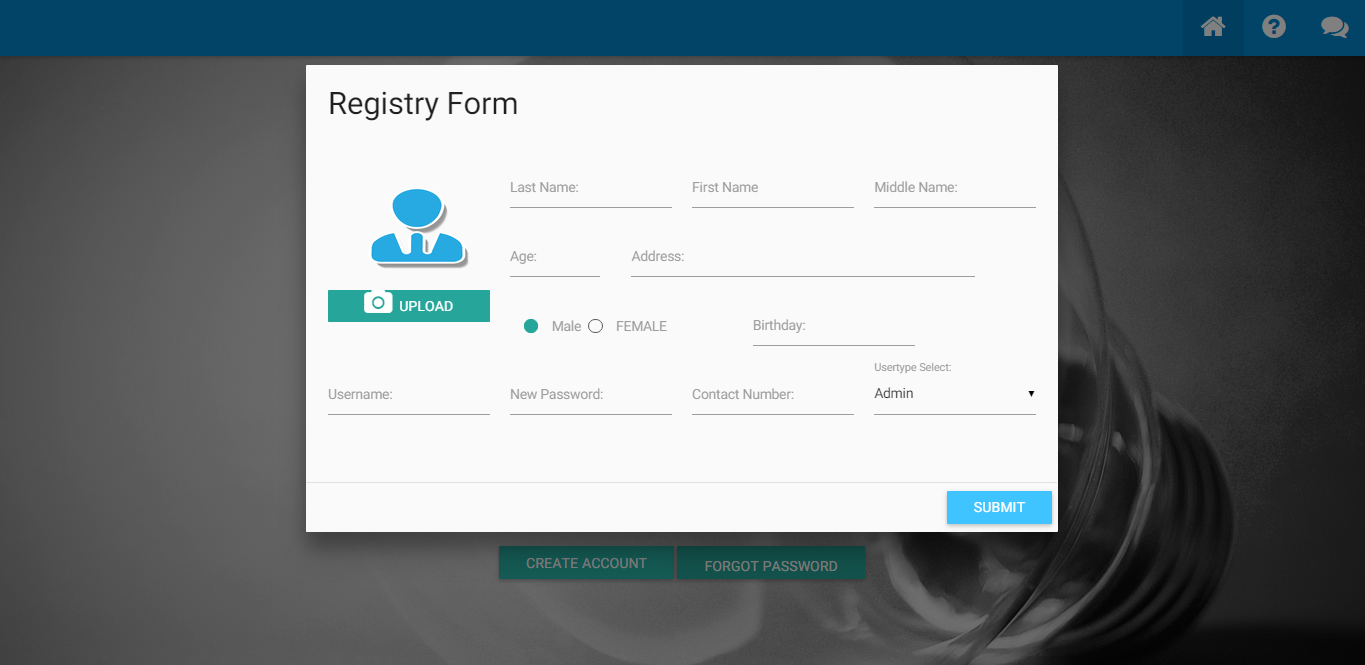 Registry Form
Last Name:
First Name
Middle Name:
Age:
Address:
UPLOAD
Male
FEMALE
Birthday:
Usertype Select:
Username:
New Password:
Contact Number:
Admin
SUBMIT
CREATE ACCOUNT
FORGOT PASSWORD